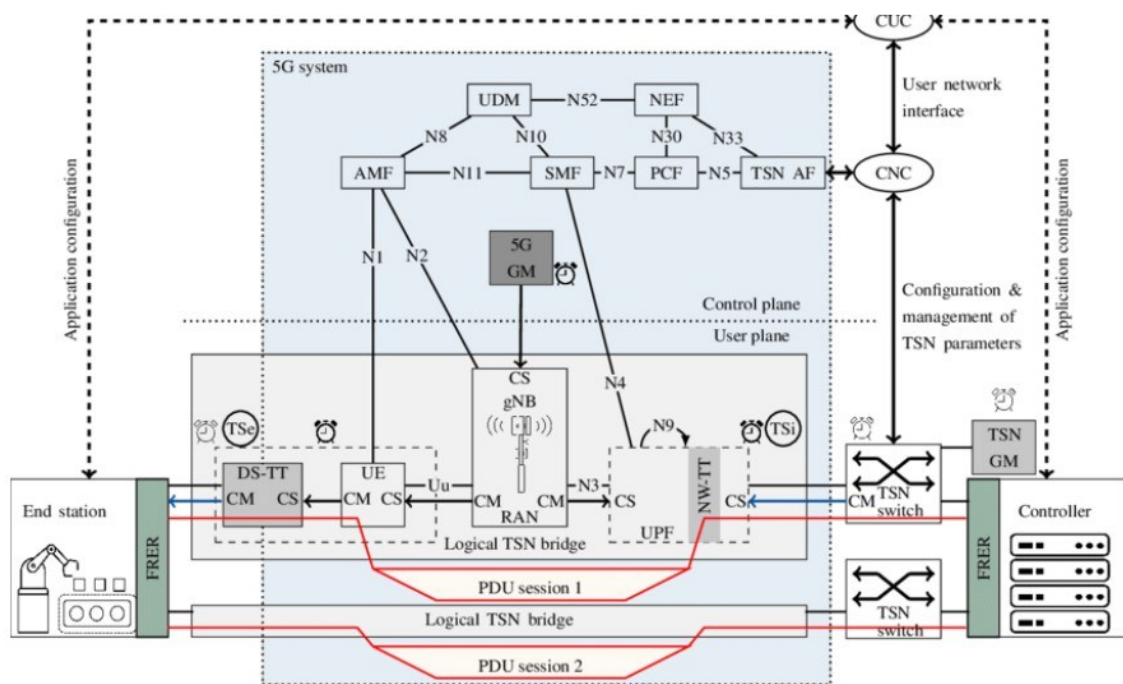 CUC
5G system
User network
interface
UDM
N52
NEF
N8
N10
N30
N33
AMF
N11
SMF
N7
PCF
N5
TSN AF
CNC
Application configuration
Application configuration
N1
N2
5G
GM
Configuration &
management of
TSN parameters
Control plane
User plane
N4
CS
gNB
N9
TSe
TSi
TSN
GM
DS-TT
UE
Uu
N3
NW-TT
CM
CS
CM
CS
CM
CM
CS
CS
CM
TSN
switch
End station
RAN
UPF
Controller
FRER
FRER
Logical TSN bridge
PDU session 1
Logical TSN bridge
TSN
switch
PDU session 2